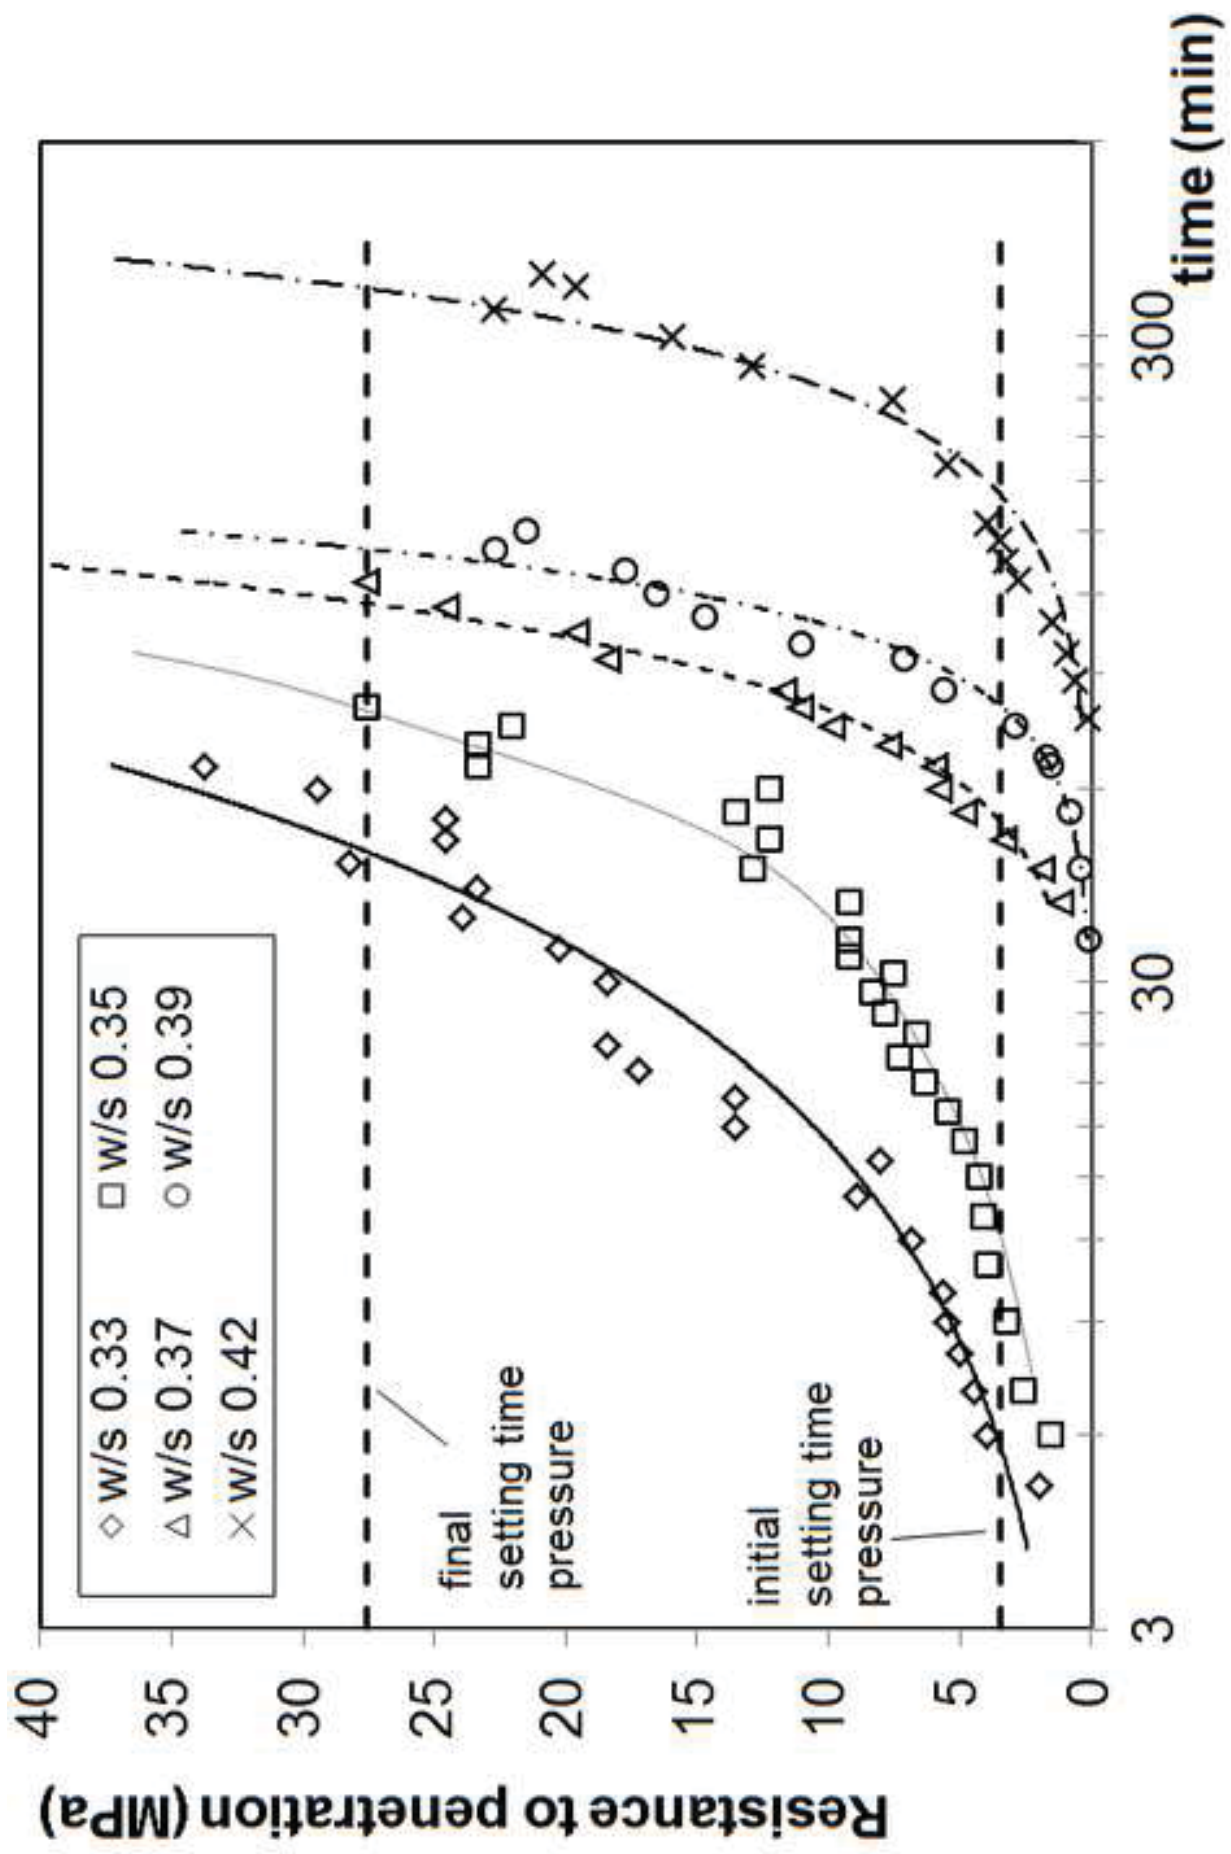 Resistance to penetration (MPa)
40
35
30
25
20
15
10
5
0
w/s 0.33
w/s 0.35
w/s 0.37
w/s 0.39
w/s 0.42
final
setting time
pressure
initial
setting time
pressure
3
30
300
time (min)